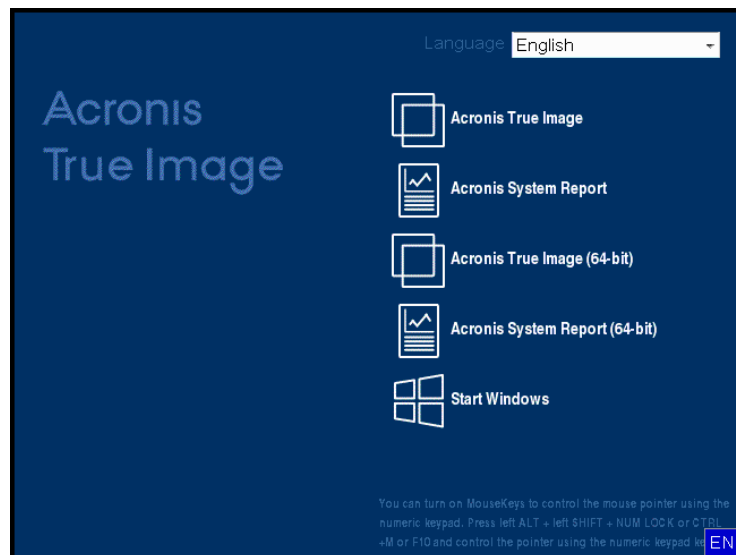 Language English
Acronis
True Image
Acronis True Image
Acronis System Report
Acronis True Image (64-bit)
Acronis System Report (64-bit)
Start Windows
You can turn on MouseKeys to control the mouse pointer using the
numeric keypad. Press left ALT + left SHIFT + NUM LOCK or CTRL
+M or F10 and control the pointer using the numeric keypad
EN